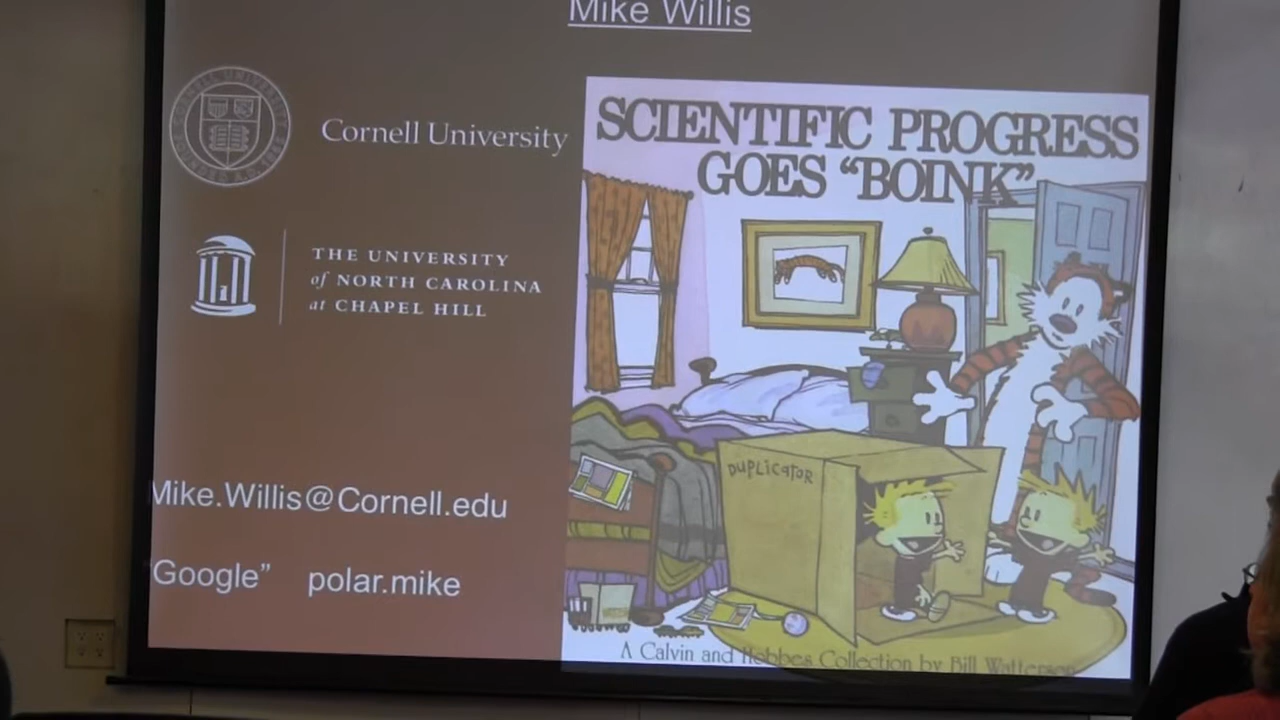 Mike Willis
Cornell University
THE UNIVERSITY
of NORTH CAROLINA
at CHAPEL HILL
Mike.Willis@Cornell.edu
"Google" polar.mike
SCIENTIFIC PROGRESS
GOES “BOINK”
DUPLICATOR
A Calvin and Hobbes Collection by Bill Watterson